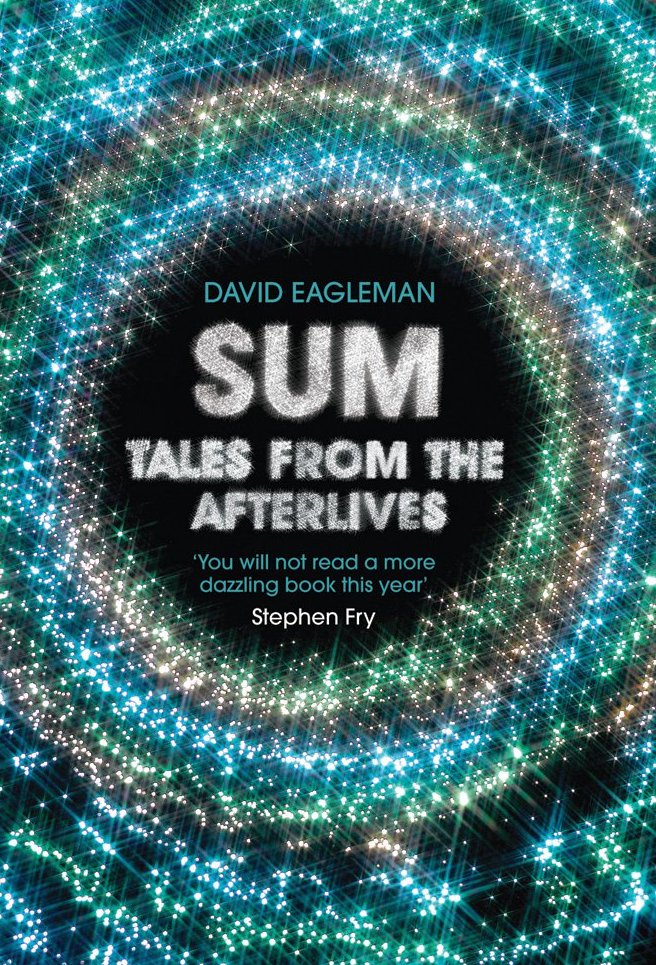 DAVID EAGLEMAN
SUM
TALES FROM THE
AFTERLIVES
‘You will not read a more
dazzling book this year’
Stephen Fry